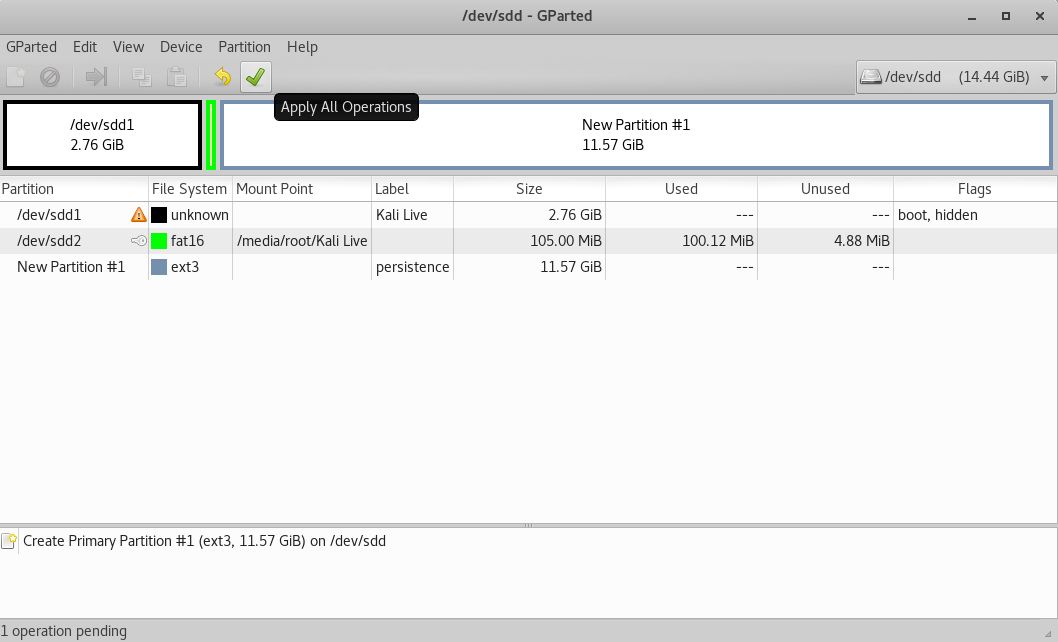 /dev/sdd - GParted
GParted Edit View Device Partition Help
/dev/sdd (14.44 GiB)
Apply All Operations
/dev/sdd1
2.76 GiB
New Partition #1
11.57 GiB
Partition File System Mount Point Label Size Used Unused Flags
/dev/sdd1 unknown Kali Live 2.76 GiB --- --- boot, hidden
/dev/sdd2 fat16 /media/root/Kali Live 105.00 MiB 100.12 MiB 4.88 MiB
New Partition #1 ext3 persistence 11.57 GiB --- ---
Create Primary Partition #1 (ext3, 11.57 GiB) on /dev/sdd
1 operation pending